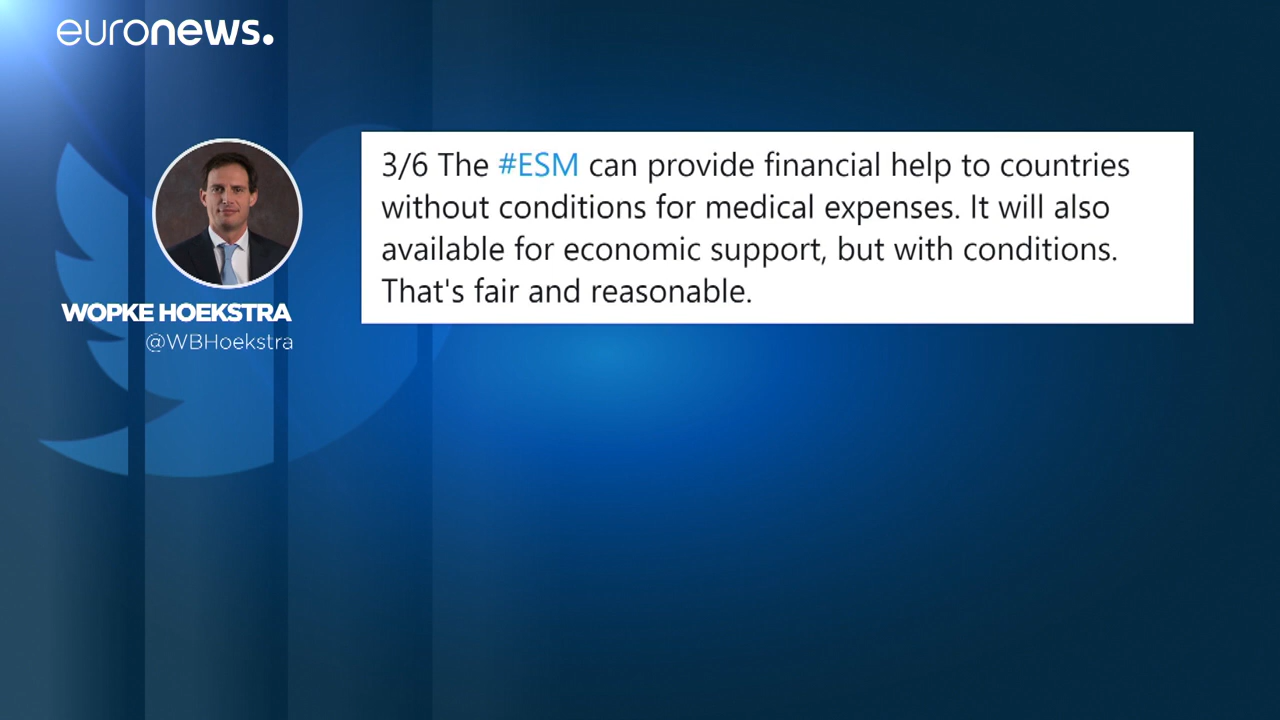 euronews.
3/6 The #ESM can provide financial help to countries
without conditions for medical expenses. It will also
available for economic support, but with conditions.
That's fair and reasonable.
WOPKE HOEKSTRA
@WBHoekstra